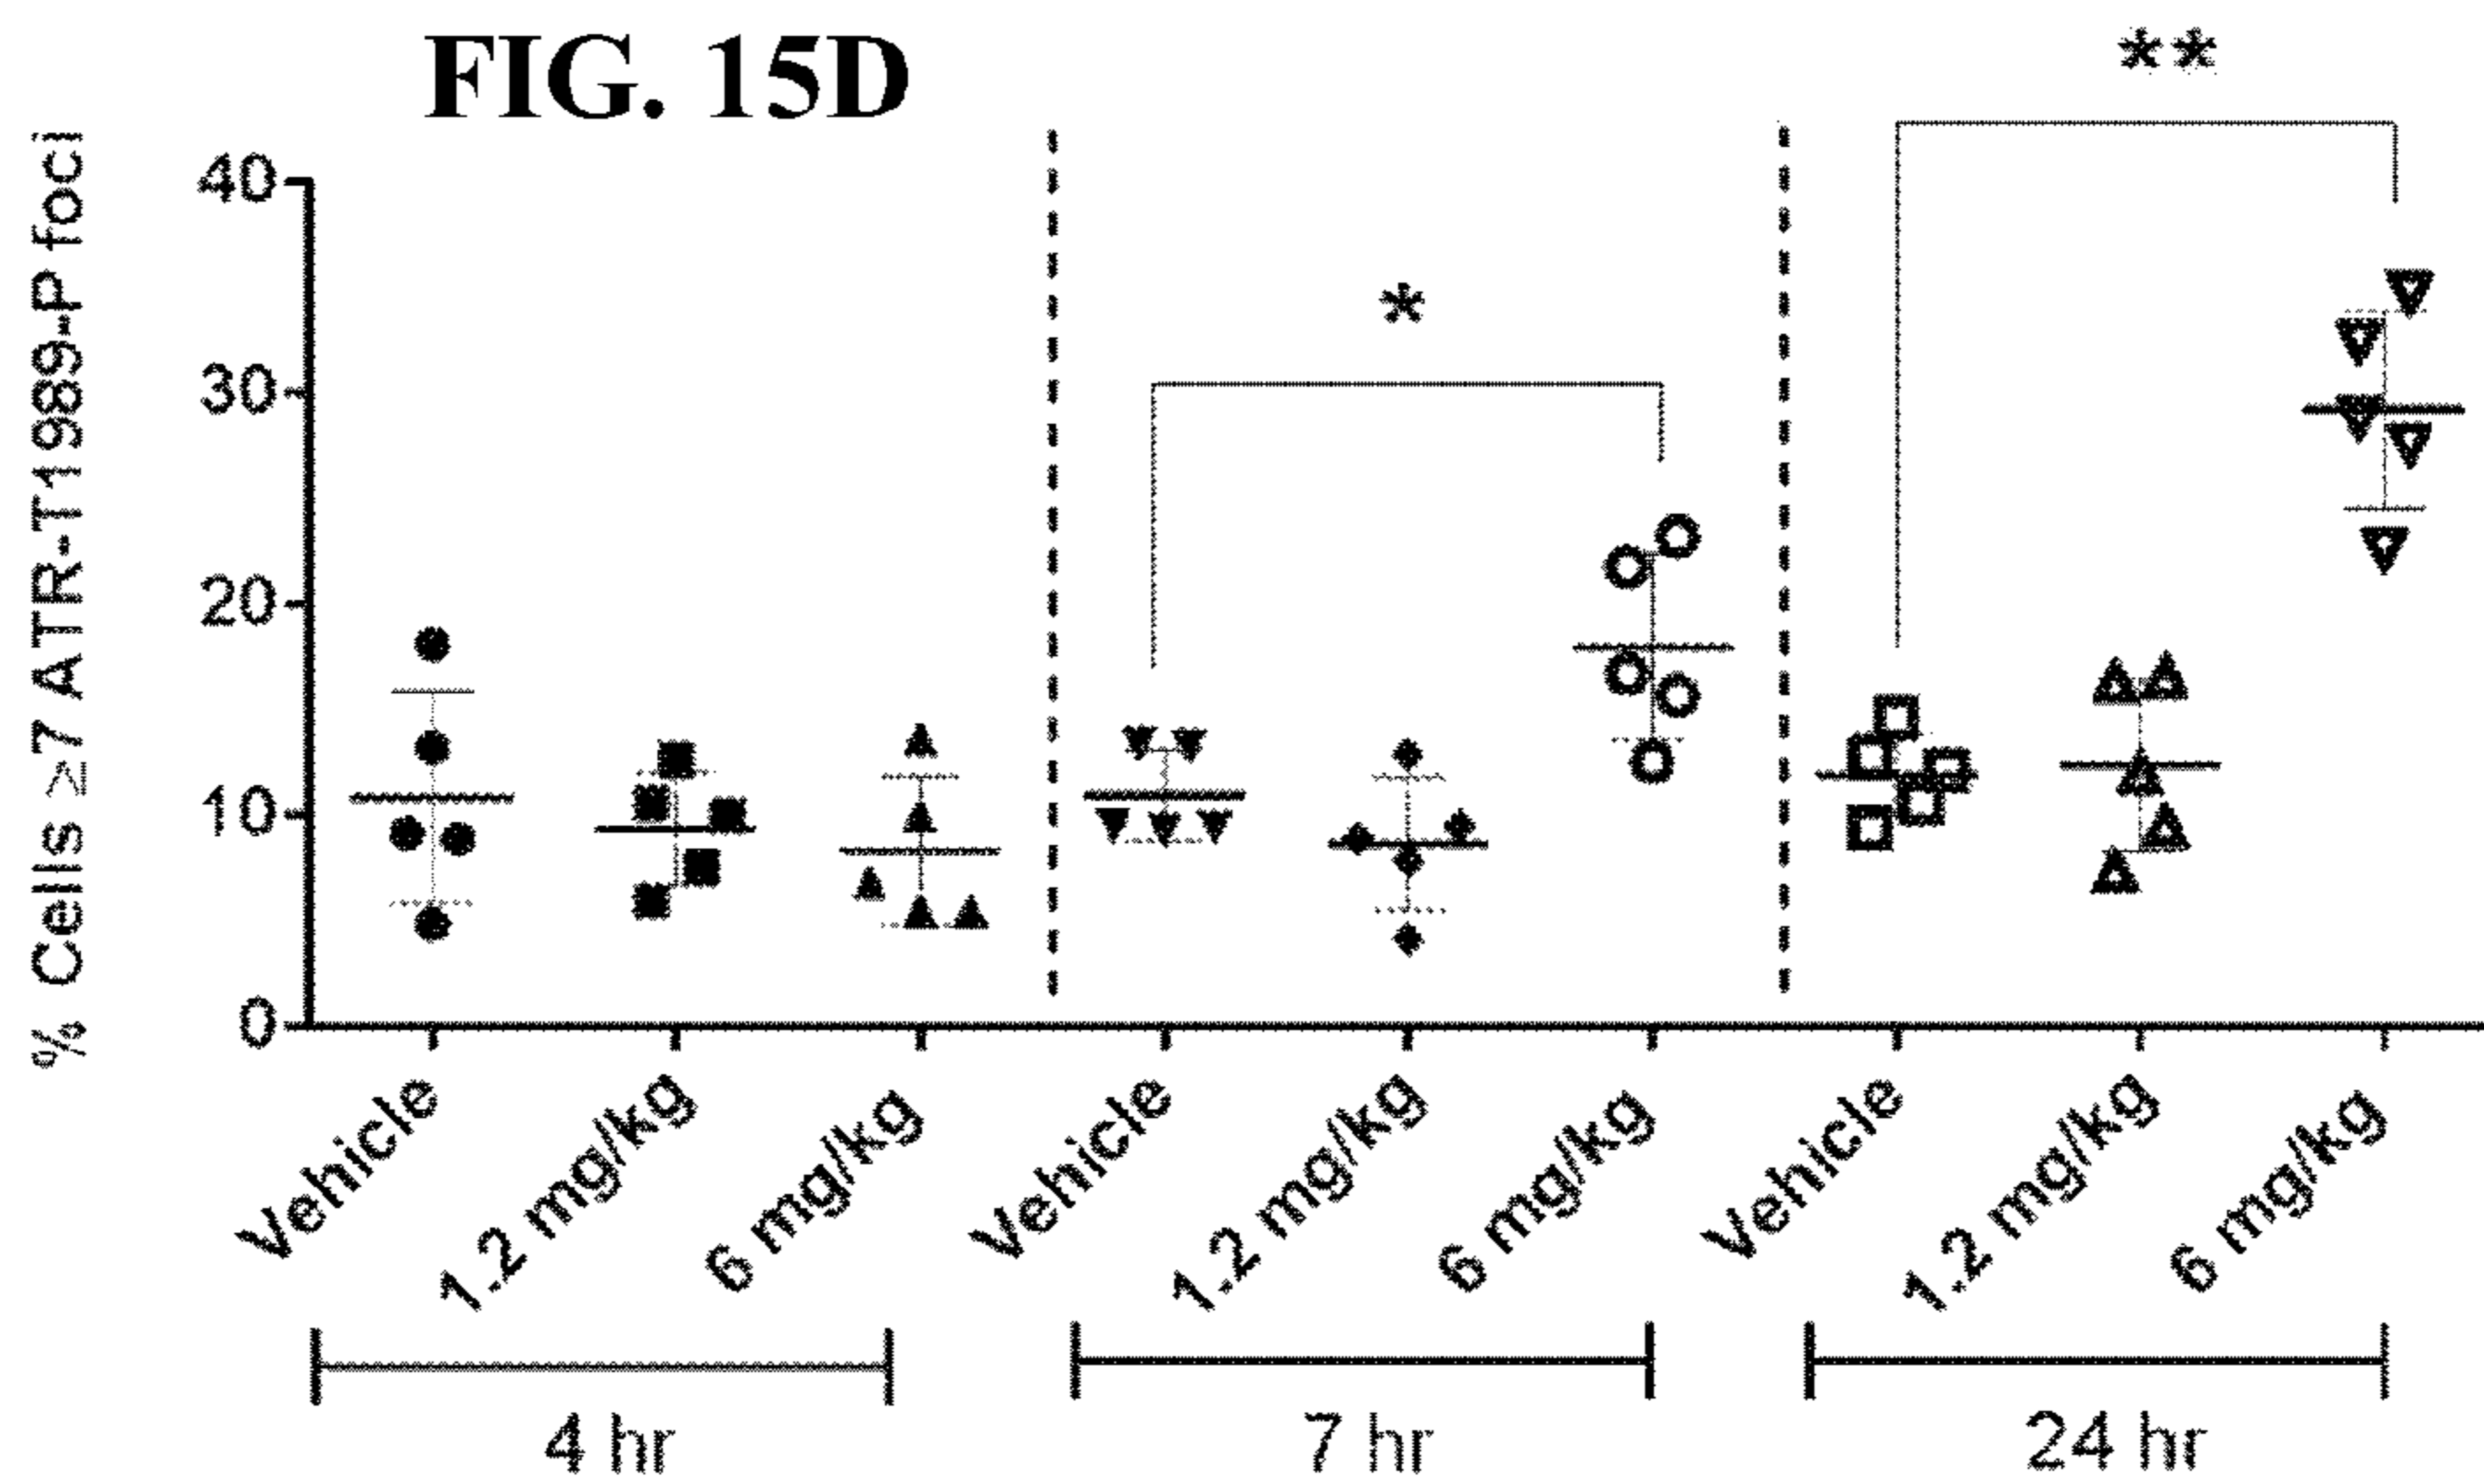 FIG. 15D
**
*
% Cells ≥7 ATR-T1989-P foci
40
30
20
10
0
Vehicle
1.2 mg/kg
6 mg/kg
Vehicle
1.2 mg/kg
6 mg/kg
Vehicle
1.2 mg/kg
6 mg/kg
4 hr
7 hr
24 hr